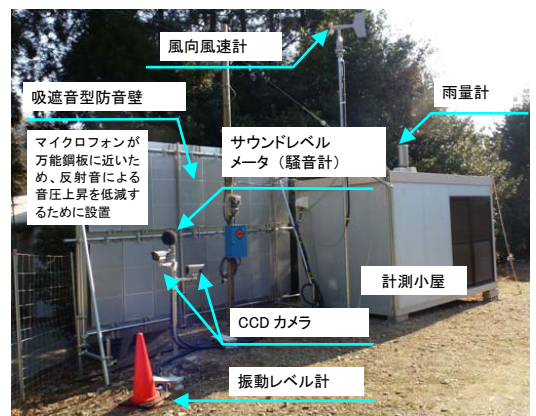 風向風速計
吸遮音型防音壁
雨量計
マイクロフォンが
万能鋼板に近いた
め、反射音による
音圧上昇を低減す
るために設置
サウンドレベル
メータ（騒音計）
計測小屋
CCD カメラ
振動レベル計